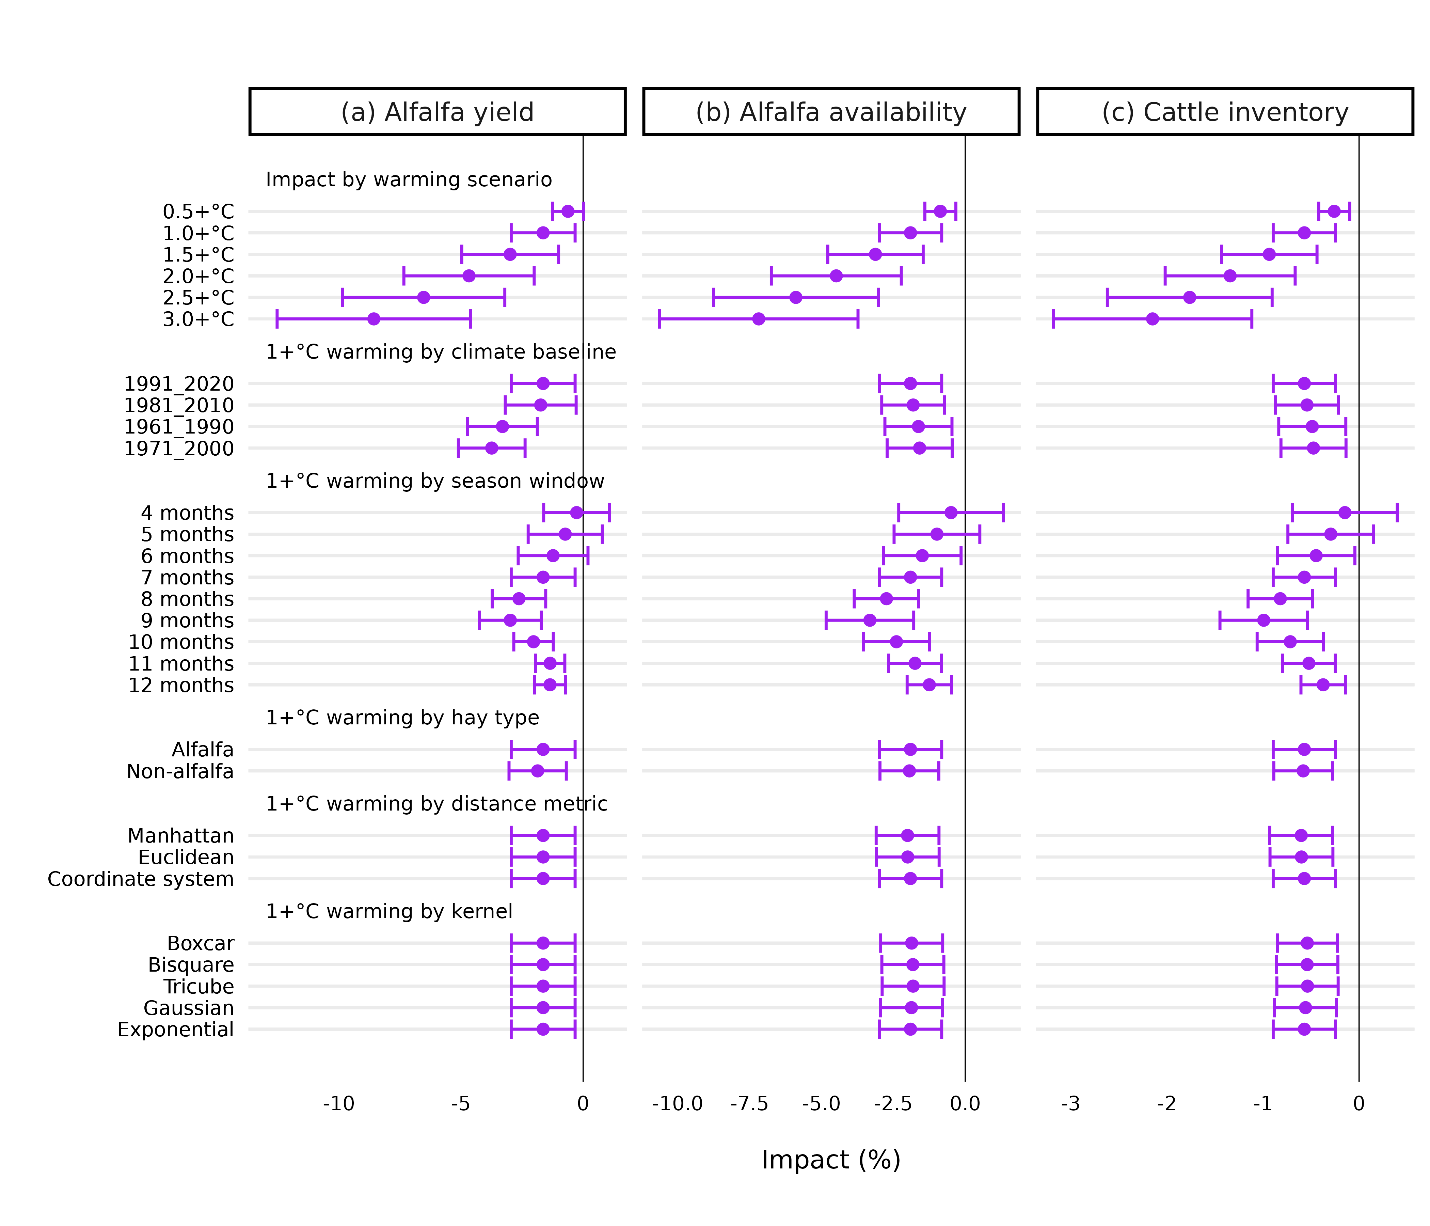 (a) Alfalfa yield
(b) Alfalfa availability
(c) Cattle inventory
Impact by warming scenario
0.5+°C
1.0+°C
1.5+°C
2.0+°C
2.5+°C
3.0+°C
1+°C warming by climate baseline
1991_2020
1981_2010
1961_1990
1971_2000
1+°C warming by season window
4 months
5 months
6 months
7 months
8 months
9 months
10 months
11 months
12 months
1+°C warming by hay type
Alfalfa
Non-alfalfa
1+°C warming by distance metric
Manhattan
Euclidean
Coordinate system
1+°C warming by kernel
Boxcar
Bisquare
Tricube
Gaussian
Exponential
-10 -5 0
-10.0 -7.5 -5.0 -2.5 0.0
-3 -2 -1 0
Impact (%)